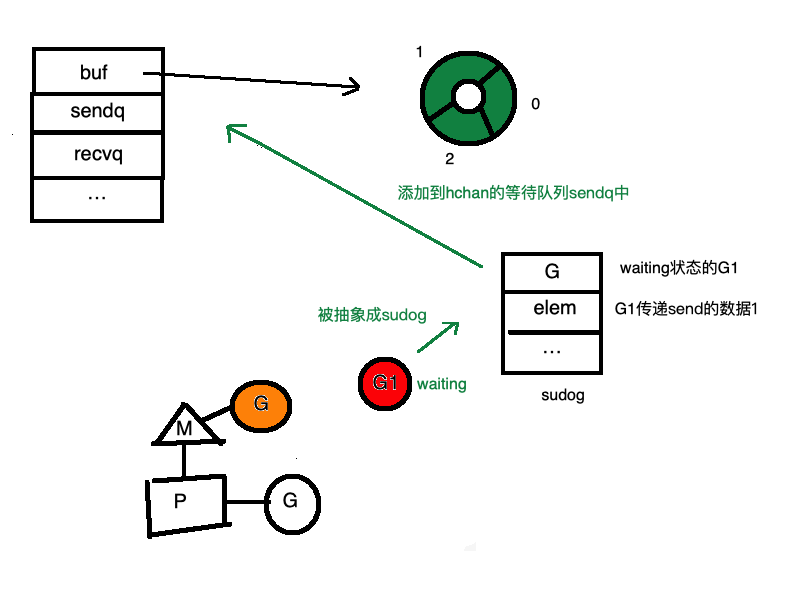 buf
sendq
recvq
...
1
0
2
添加到hchan的等待队列sendq中
G
elem
...
sudog
waiting状态的G1
G1传递send的数据1
被抽象成sudog
G1
waiting
G
M
P
G